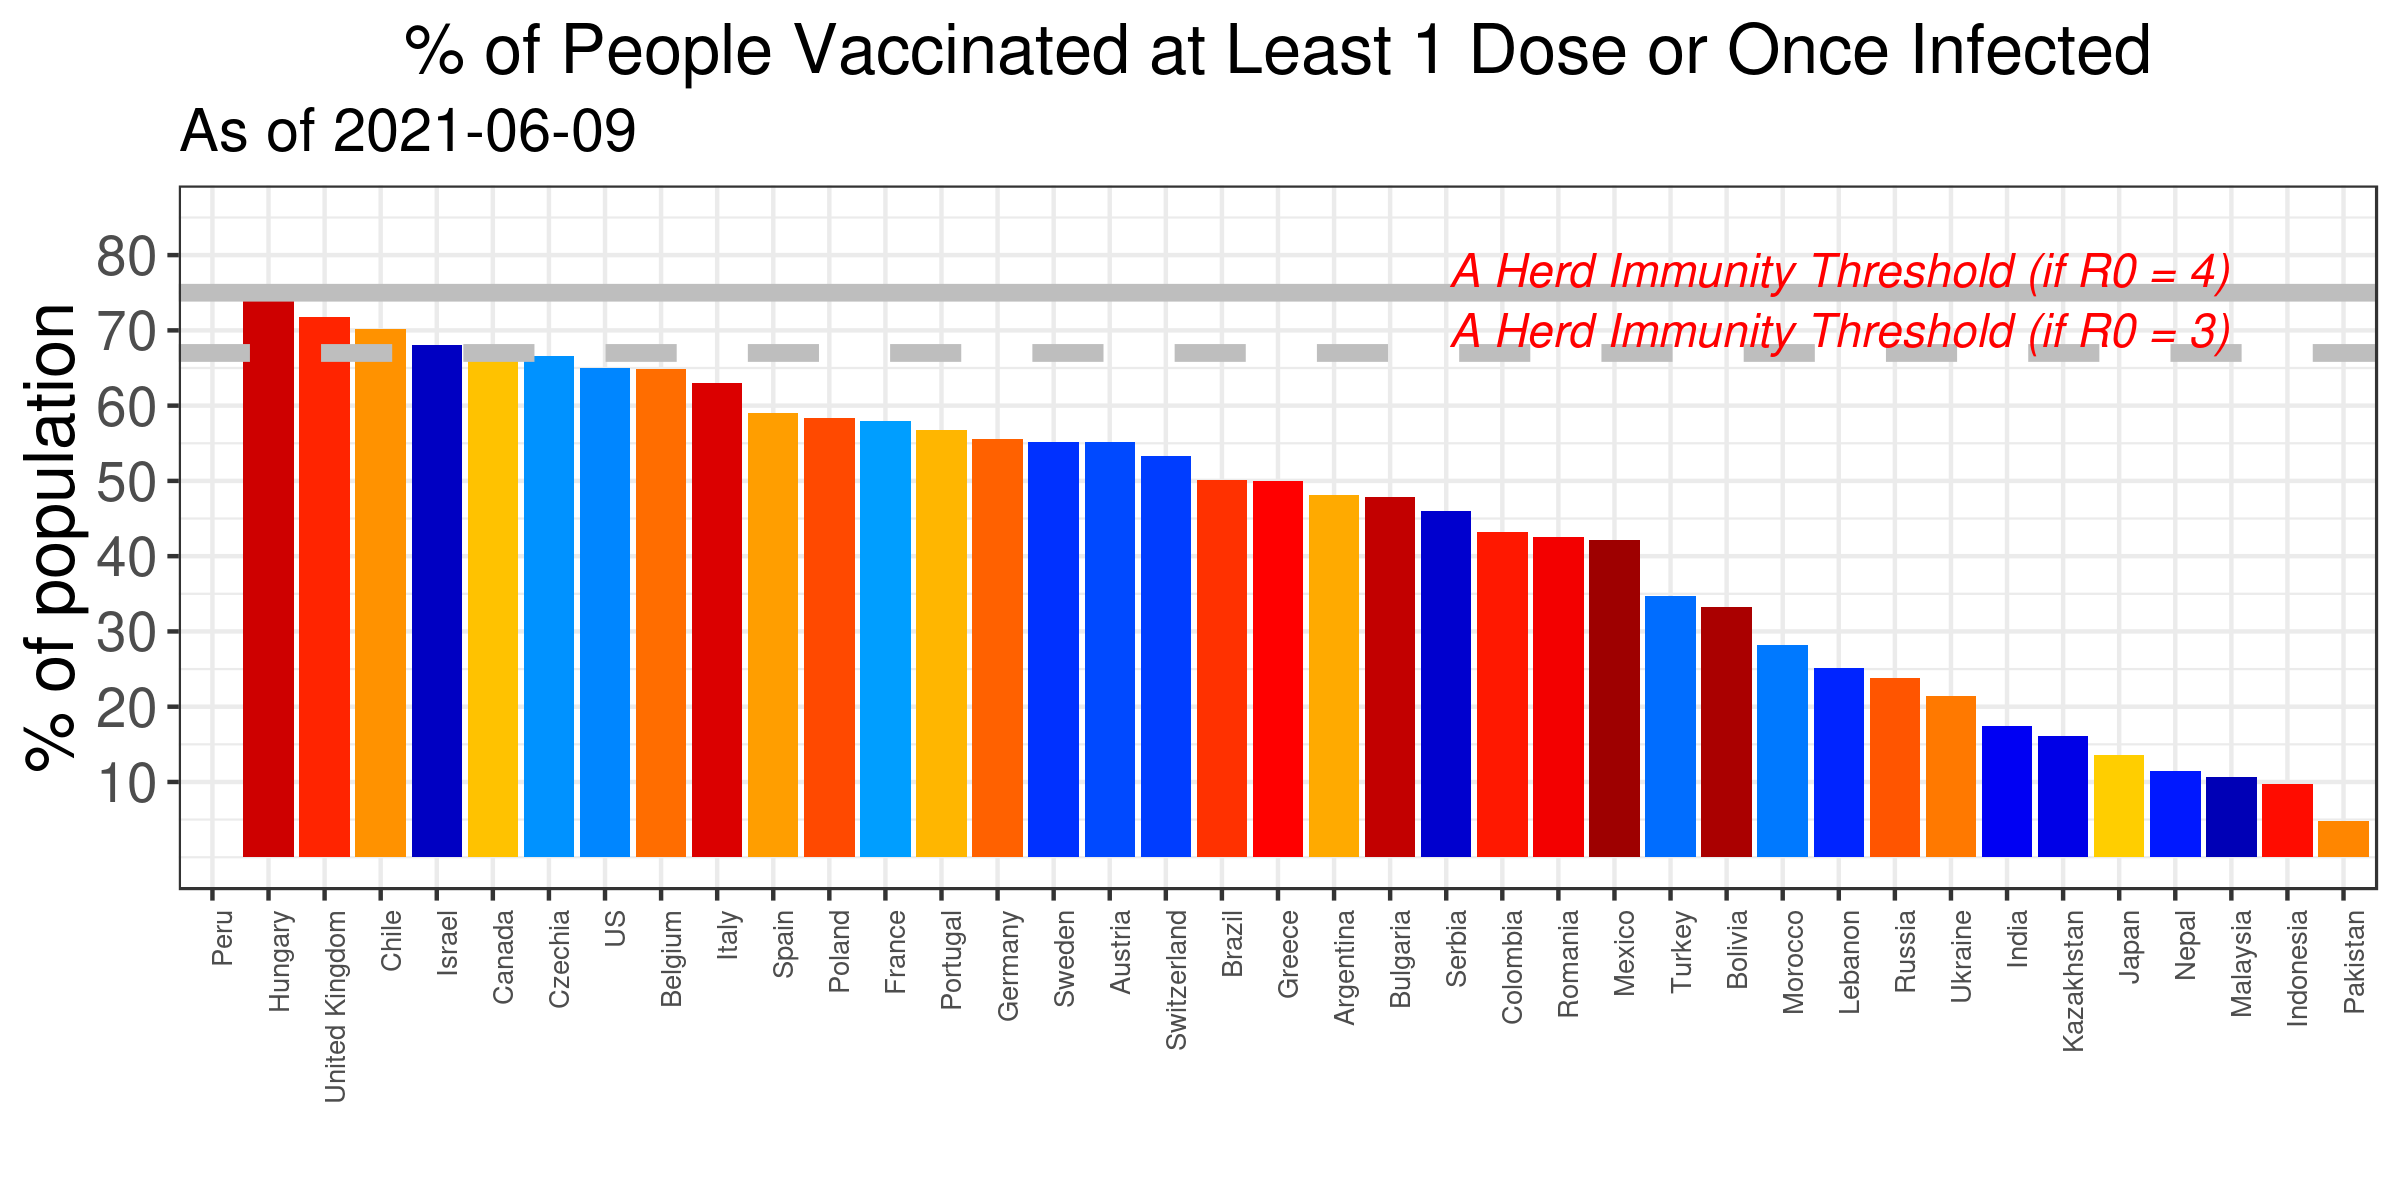 % of People Vaccinated at Least 1 Dose or Once Infected
As of 2021-06-09
% of population
80
70
60
50
40
30
20
10
A Herd Immunity Threshold (if R0 = 4)
A Herd Immunity Threshold (if R0 = 3)
Peru
Hungary
United Kingdom
Chile
Israel
Canada
Czechia
US
Belgium
Italy
Spain
Poland
France
Portugal
Germany
Sweden
Austria
Switzerland
Brazil
Greece
Argentina
Bulgaria
Serbia
Colombia
Romania
Mexico
Turkey
Bolivia
Morocco
Lebanon
Russia
Ukraine
India
Kazakhstan
Japan
Nepal
Malaysia
Indonesia
Pakistan